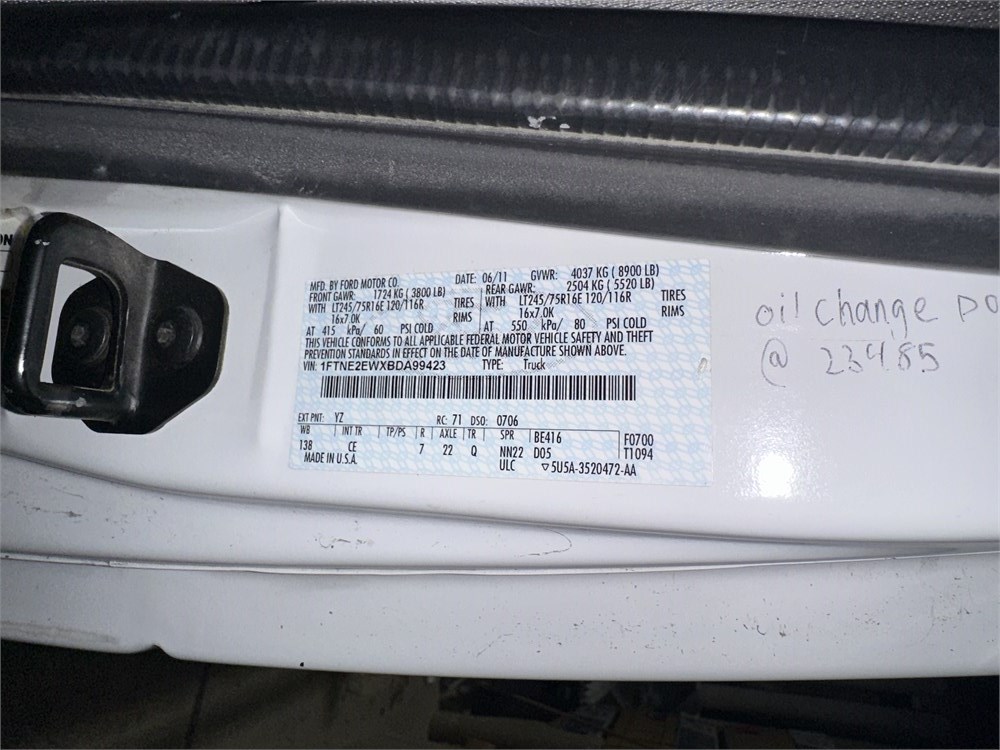 ON
MFD. BY FORD MOTOR CO. DATE: 06/11 GVWR: 4037 KG ( 8900 LB)
FRONT GAWR: 1724 KG ( 3800 LB) REAR GAWR: 2504 KG ( 5520 LB)
WITH LT245/75R16E 120/116R TIRES WITH LT245/75R16E 120/116R TIRES
16x7.0K RIMS 16x7.0K RIMS
AT 415 kPa/ 60 PSI COLD AT 550 kPa/ 80 PSI COLD
THIS VEHICLE CONFORMS TO ALL APPLICABLE FEDERAL MOTOR VEHICLE SAFETY AND THEFT
PREVENTION STANDARDS IN EFFECT ON THE DATE OF MANUFACTURE SHOWN ABOVE.
VIN: 1FTNE2EWXBDA99423 TYPE: Truck
EXT PNT: YZ RC: 71 DSO: 0706
WB INT TR TP/PS R AXLE TR SPR BE416 F0700
138 CE 7 22 Q NN22 D05 T1094
MADE IN U.S.A. ULC ▽5U5A-3520472-AA
oil change DO
@ 23485